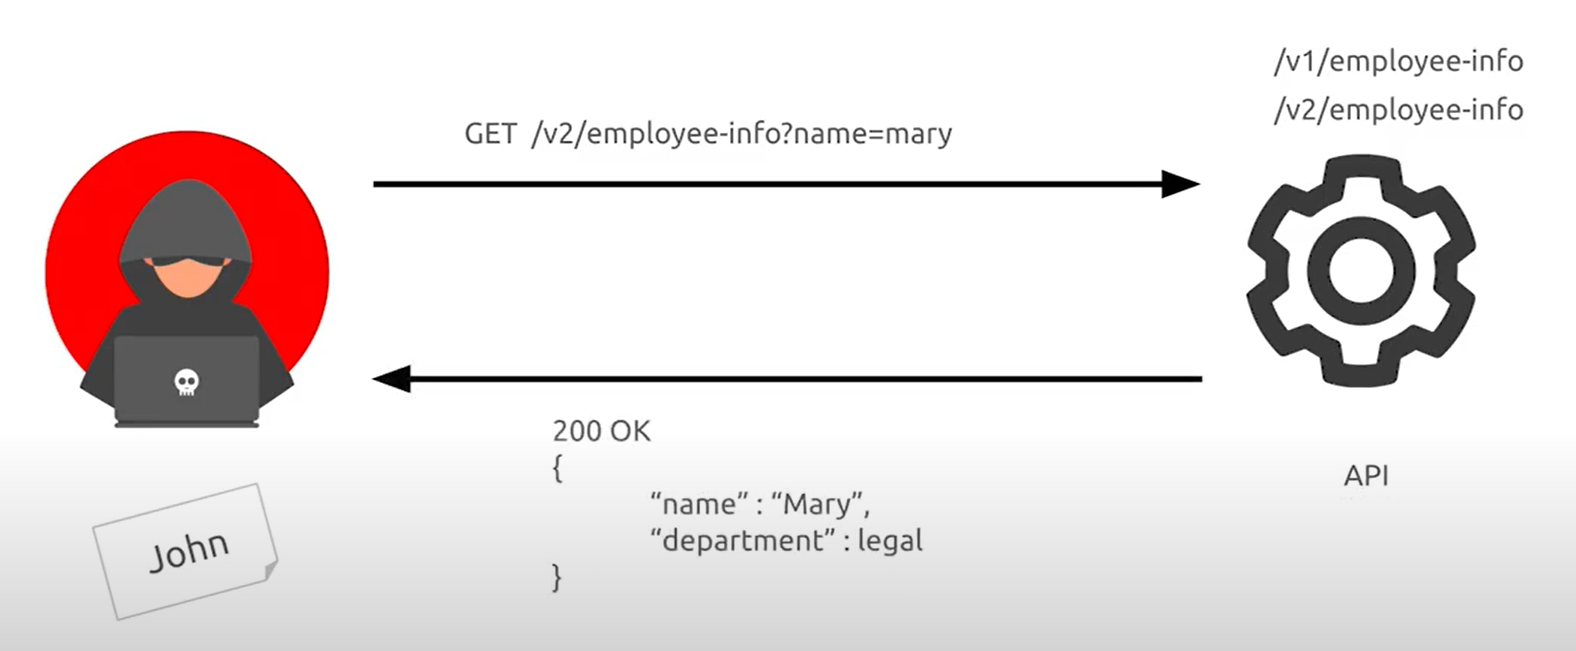 /v1/employee-info
/v2/employee-info
GET /v2/employee-info?name=mary
200 OK
{
“name” : “Mary”,
“department” : legal
}
API
John